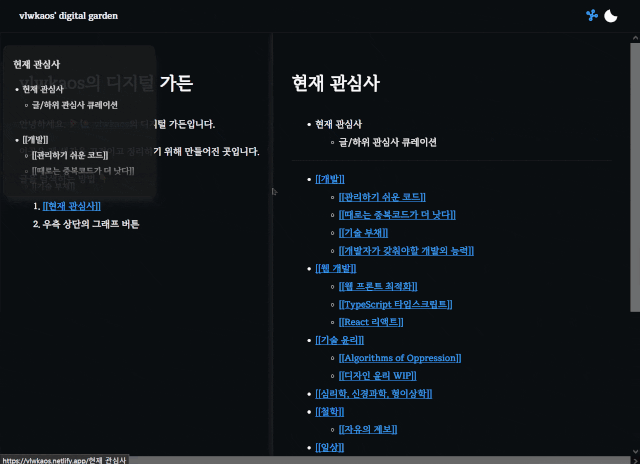 vlwkaos' digital garden
vlwkaos의 디지털 가든
현재 관심사
현재 관심사
글/하위 관심사 큐레이션
[[개발]]
[[관리하기 쉬운 코드]]
[[때로는 중복코드가 더 낫다]]
디지털 가든입니다.
기 위해 만들어진 곳입니다.
1. [[현재 관심사]]
2. 우측 상단의 그래프 버튼
현재 관심사
현재 관심사
글/하위 관심사 큐레이션
[[개발]]
[[관리하기 쉬운 코드]]
[[때로는 중복코드가 더 낫다]]
[[기술 부채]]
[[개발자가 갖춰야할 개발외 능력]]
[[웹 개발]]
[[웹 프론트 최적화]]
[[TypeScript 타입스크립트]]
[[React 리액트]]
[[기술 윤리]]
[[Algorithms of Oppression]]
[[디자인 윤리 WIP]]
[[심리학, 신경과학, 형이상학]]
[[철학]]
[[자유의 계보]]
[[일상]]
https://vlwkaos.netlify.app/현재 관심사